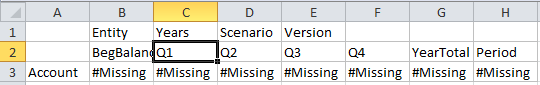 A B C D E F G H
1 Entity Years Scenario Version
2 BegBalanc Q1 Q2 Q3 Q4 YearTotal Period
3 Account #Missing #Missing #Missing #Missing #Missing #Missing #Missing